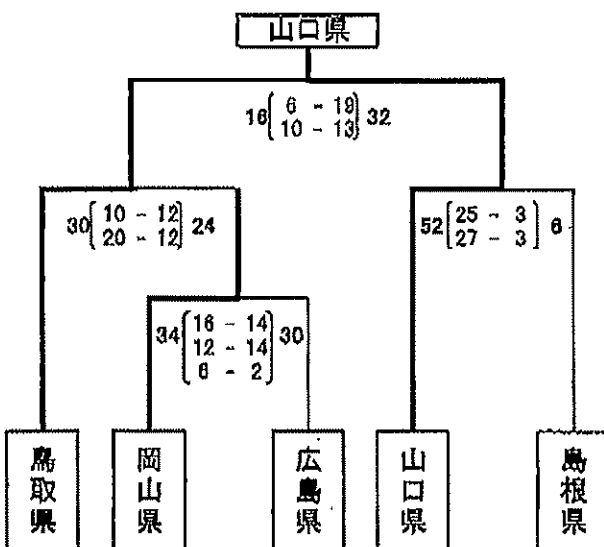 山口県
16 6 - 19 32
10 - 13
30 10 - 12 24
20 - 12
52 25 - 3 6
27 - 3
34 16 - 14 30
12 - 14
6 - 2
鳥取県
岡山県
広島県
山口県
島根県